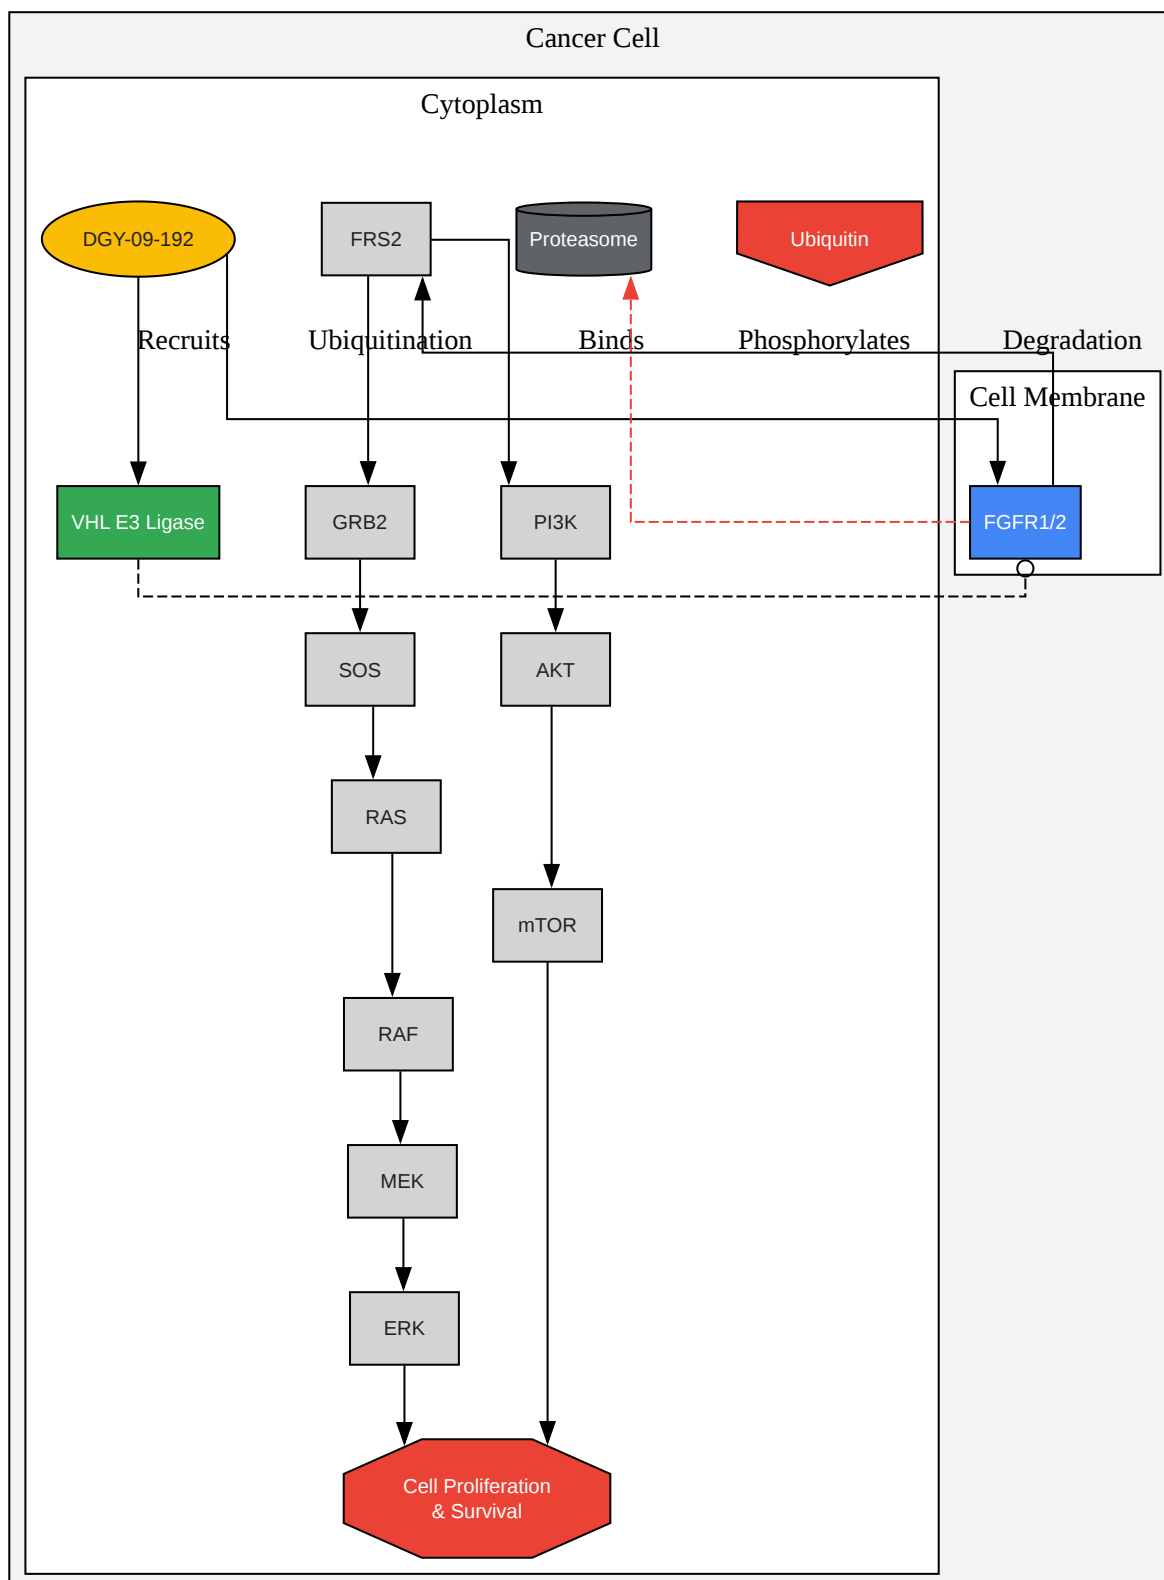 Cancer Cell
Cytoplasm
DGY-09-192
FRS2
Proteasome
Ubiquitin
Recruits
Ubiquitination
Binds
Phosphorylates
Degradation
Cell Membrane
VHL E3 Ligase
GRB2
PI3K
FGFR1/2
SOS
AKT
RAS
mTOR
RAF
MEK
ERK
Cell Proliferation
& Survival